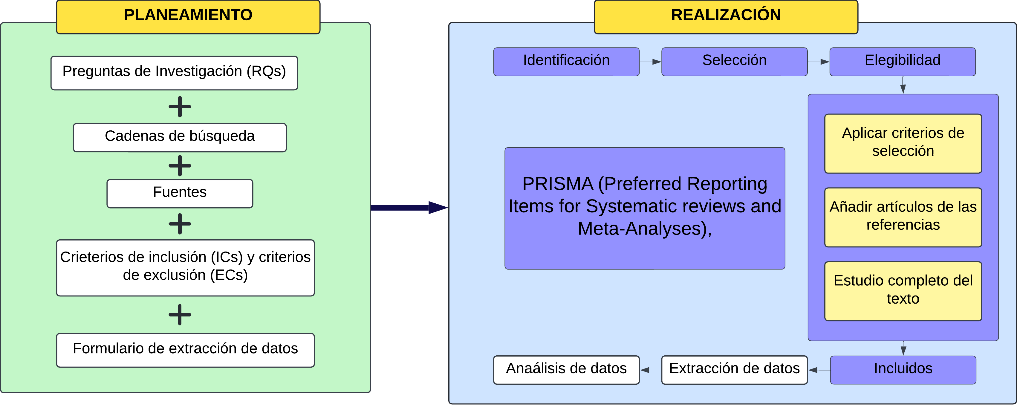 PLANEAMIENTO
Preguntas de Investigación (RQs)
Cadenas de búsqueda
Fuentes
Crieterios de inclusión (ICs) y criterios
de exclusión (ECs)
Formulario de extracción de datos
REALIZACIÓN
Identificación
Selección
Elegibilidad
PRISMA (Preferred Reporting
Items for Systematic reviews and
Meta-Analyses),
Aplicar criterios de
selección
Añadir artículos de las
referencias
Estudio completo del
texto
Incluidos
Extracción de datos
Anaálisis de datos